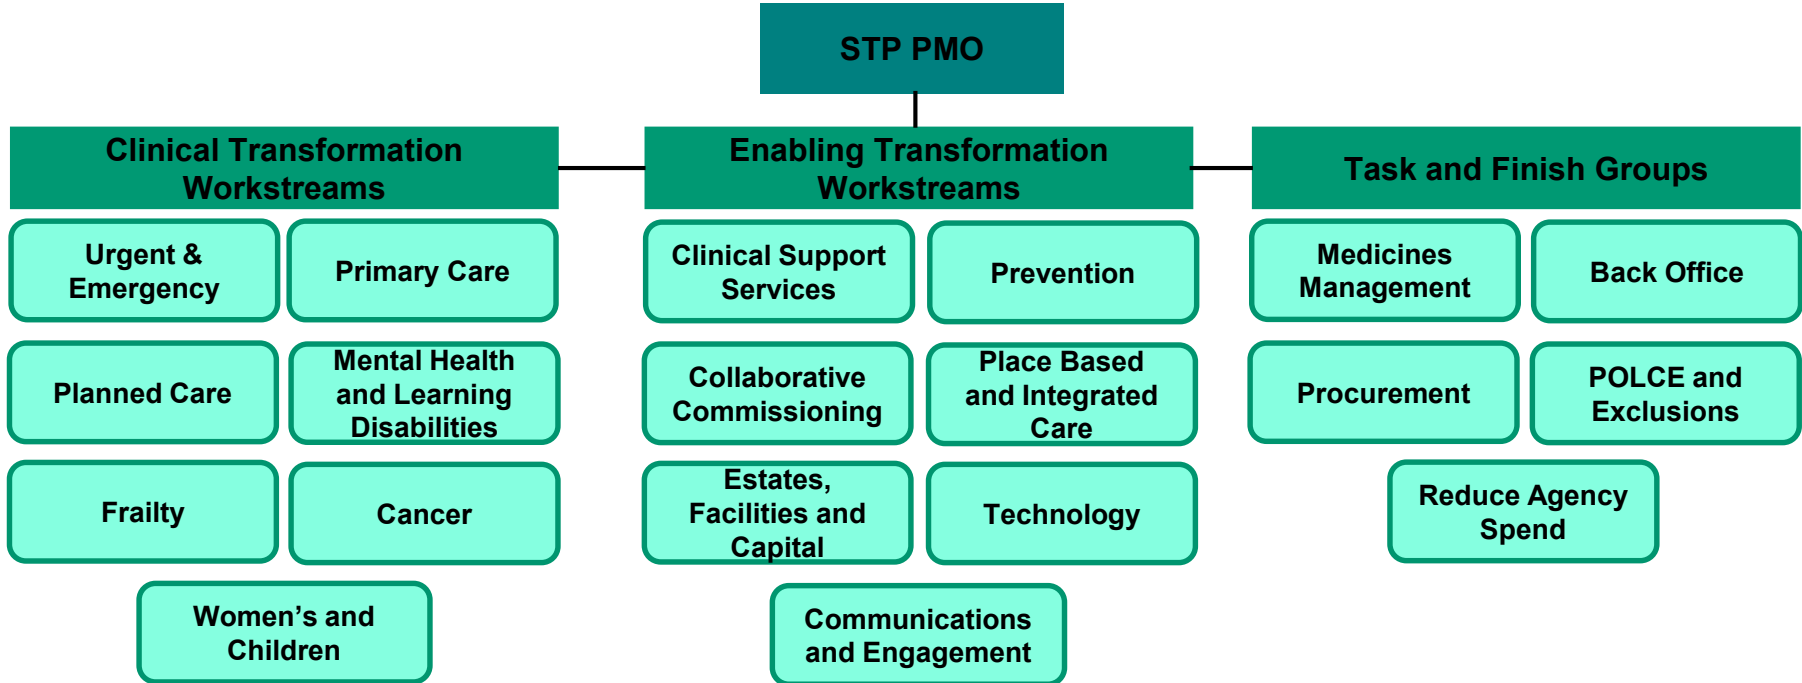 STP PMO
Clinical Transformation
Workstreams
Urgent &
Emergency
Primary Care
Planned Care
Mental Health
and Learning
Disabilities
Frailty
Cancer
Women’s and
Children
Enabling Transformation
Workstreams
Clinical Support
Services
Prevention
Collaborative
Commissioning
Place Based
and Integrated
Care
Estates,
Facilities and
Capital
Technology
Communications
and Engagement
Task and Finish Groups
Medicines
Management
Back Office
Procurement
POLCE and
Exclusions
Reduce Agency
Spend